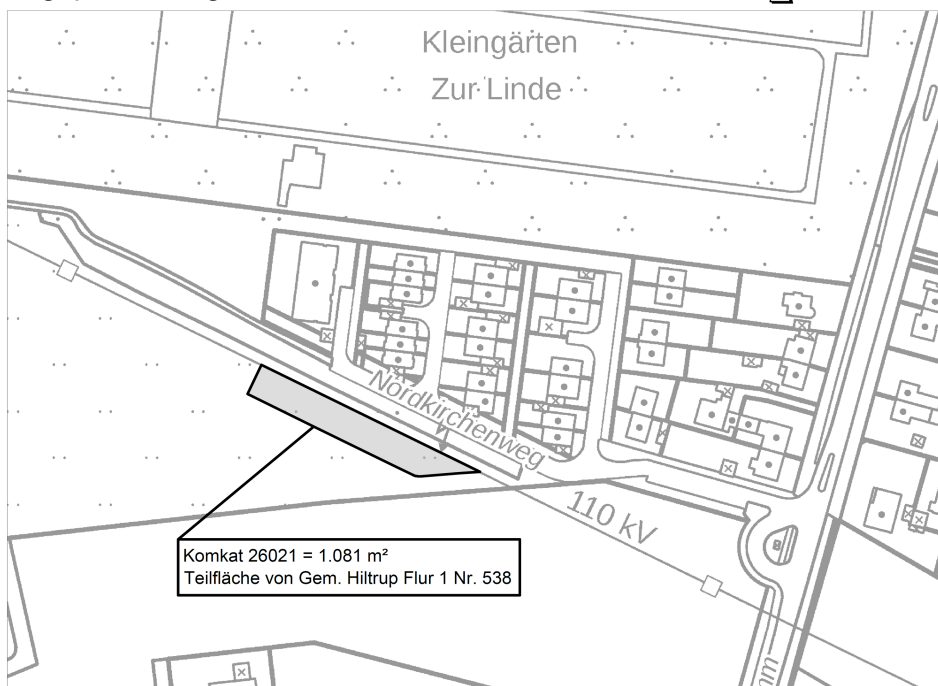 Kleingärten
Zur Linde
Nordkirchenweg
110 kV
Komkat 26021 = 1.081 m²
Teilfläche von Gem. Hiltrup Flur 1 Nr. 538